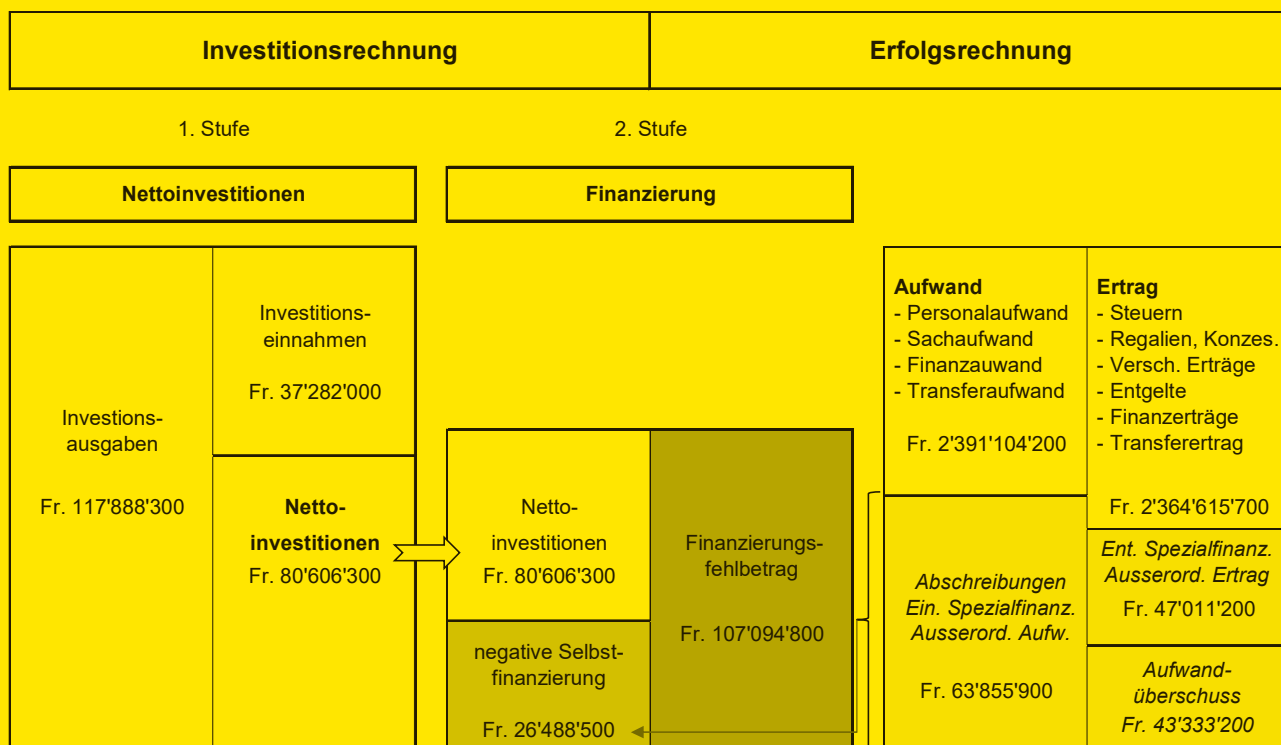 Investitionsrechnung
Erfolgsrechnung
1. Stufe
2. Stufe
Nettoinvestitionen
Finanzierung
Investions-
ausgaben
Fr. 117'888'300
Investitions-
einnahmen
Fr. 37'282'000
Netto-
investitionen
Fr. 80'606'300
Netto-
investitionen
Fr. 80'606'300
negative Selbst-
finanzierung
Fr. 26'488'500
Finanzierungs-
fehlbetrag
Fr. 107'094'800
Aufwand
- Personalaufwand
- Sachaufwand
- Finanzauwand
- Transferaufwand
Fr. 2'391'104'200
Abschreibungen
Ein. Spezialfinanz.
Ausserord. Aufw.
Fr. 63'855'900
Ertrag
- Steuern
- Regalien, Konzes.
- Versch. Erträge
- Entgelte
- Finanzerträge
- Transferertrag
Fr. 2'364'615'700
Ent. Spezialfinanz.
Ausserord. Ertrag
Fr. 47'011'200
Aufwand-
überschuss
Fr. 43'333'200